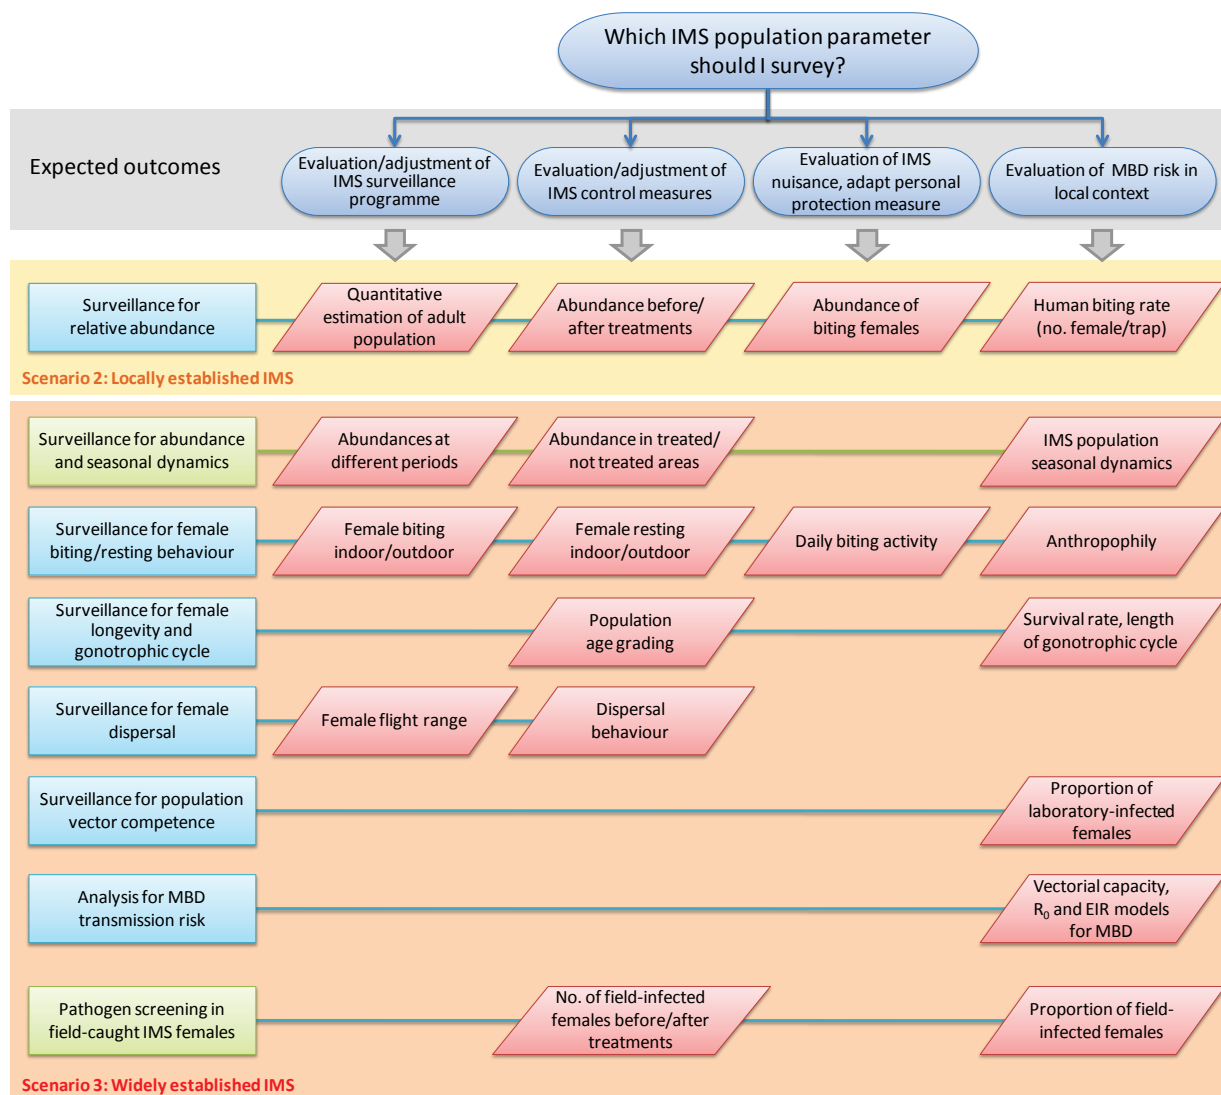 Which IMS population parameter
should I survey?
Expected outcomes
Evaluation/adjustment of
IMS surveillance
programme
Evaluation/adjustment of
IMS control measures
Evaluation of IMS
nuisance, adapt personal
protection measure
Evaluation of MBD risk in
local context
Surveillance for
relative abundance
Quantitative
estimation of adult
population
Abundance before/
after treatments
Abundance of
biting females
Human biting rate
(no. female/trap)
Scenario 2: Locally established IMS
Surveillance for abundance
and seasonal dynamics
Abundances at
different periods
Abundance in treated/
not treated areas
IMS population
seasonal dynamics
Surveillance for female
biting/resting behaviour
Female biting
indoor/outdoor
Female resting
indoor/outdoor
Daily biting activity
Anthropophily
Surveillance for female
longevity and
gonotrophic cycle
Population
age grading
Survival rate, length
of gonotrophic cycle
Surveillance for female
dispersal
Female flight range
Dispersal
behaviour
Surveillance for population
vector competence
Proportion of
laboratory-infected
females
Analysis for MBD
transmission risk
Vectorial capacity,
R₀ and EIR models
for MBD
Pathogen screening in
field-caught IMS females
No. of field-infected
females before/after
treatments
Proportion of field-
infected females
Scenario 3: Widely established IMS